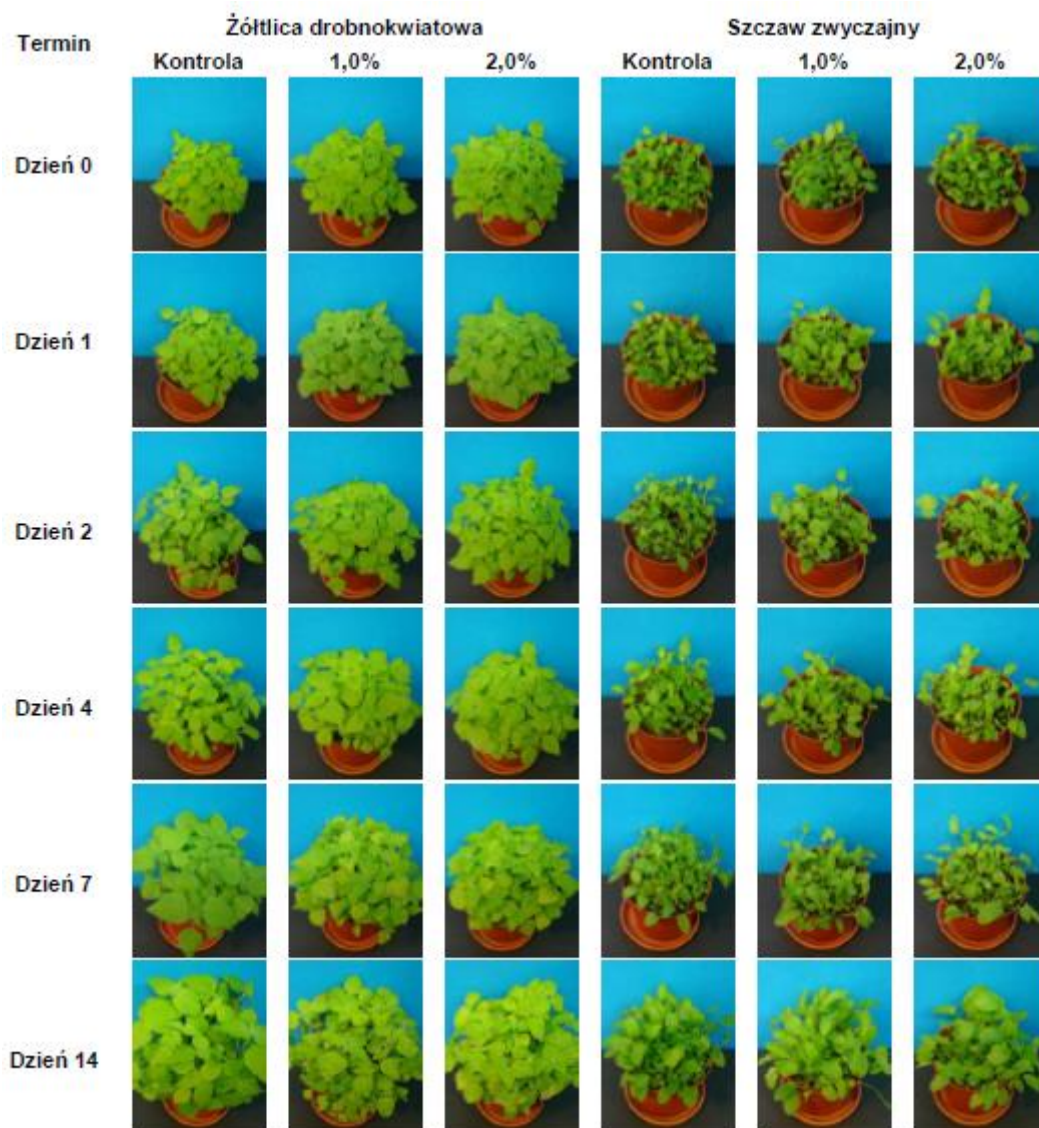 Termin
Żółtlica drobnokwiatowa
Szczaw zwyczajny
Kontrola 1,0% 2,0% Kontrola 1,0% 2,0%
Dzień 0
Dzień 1
Dzień 2
Dzień 4
Dzień 7
Dzień 14